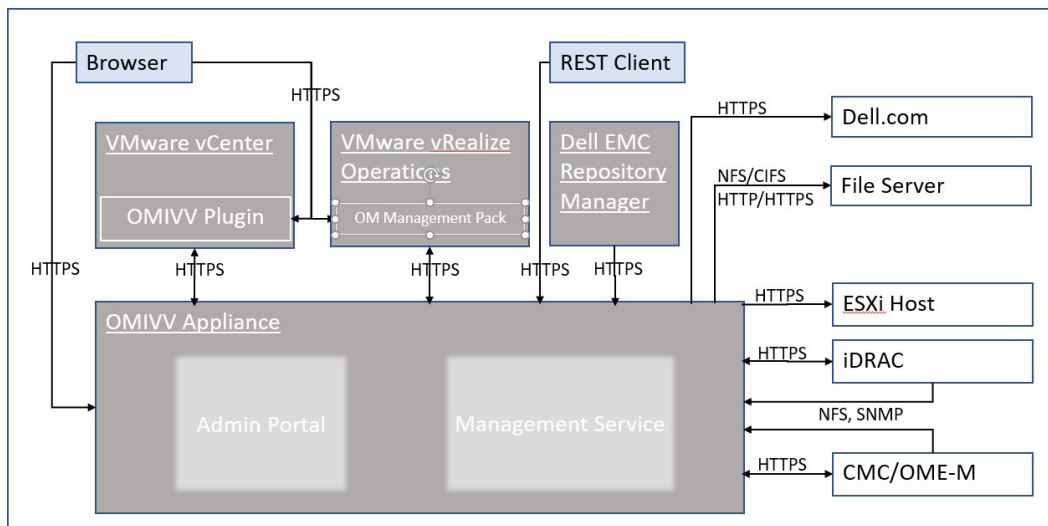 Browser
REST Client
HTTPS
HTTPS
Dell.com
VMware vCenter
VMware vRealize
Operations
Dell EMC
Repository
Manager
NFS/CIFS
HTTP/HTTPS
File Server
OMIVV Plugin
OM Management Pack
HTTPS
HTTPS
HTTPS
HTTPS
HTTPS
ESXi Host
OMIVV Appliance
HTTPS
iDRAC
Admin Portal
Management Service
NFS, SNMP
HTTPS
CMC/OME-M